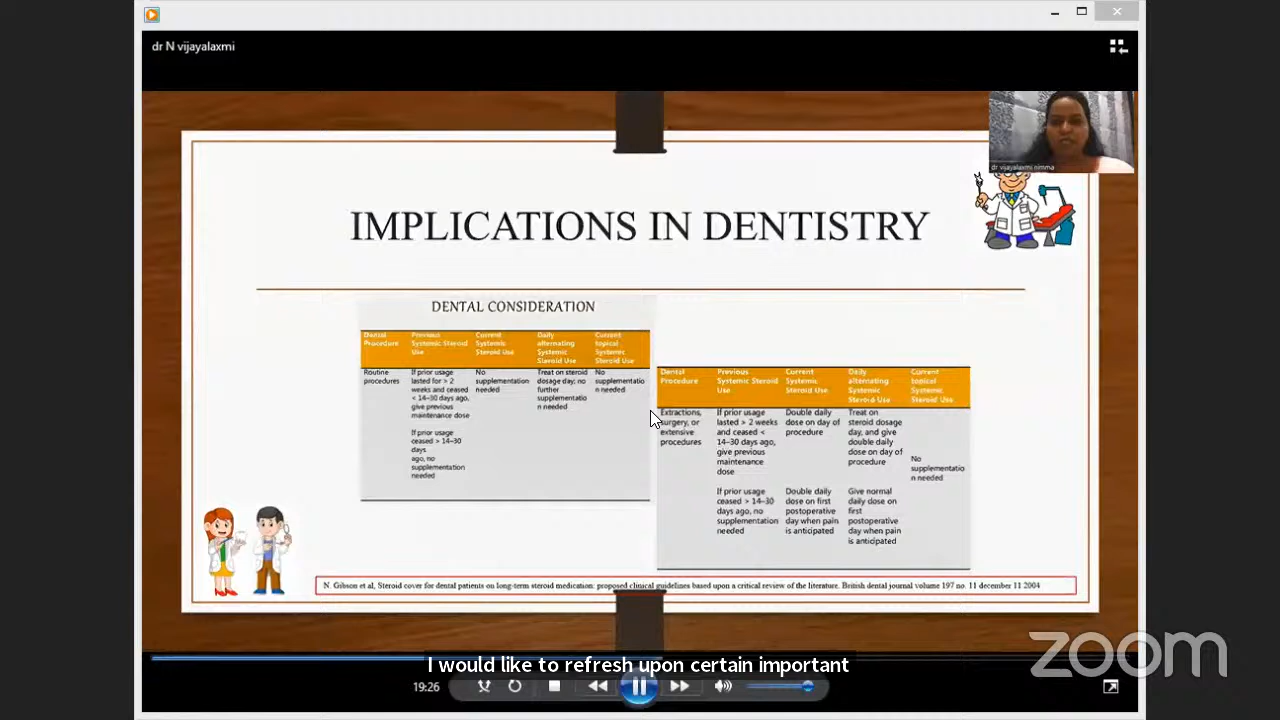 dr N vijayalaxmi
dr vijayalaxmi nimma
IMPLICATIONS IN DENTISTRY
DENTAL CONSIDERATION
Dental Procedure
Previous Systemic Steroid Use
Current Systemic Steroid Use
Daily alternating Systemic Steroid Use
Current topical Systemic Steroid Use
Routine procedures
If prior usage
lasted for > 2
weeks and ceased
< 14–30 days ago,
give previous
maintenance dose
If prior usage
ceased > 14–30
days
ago, no
supplementation
needed
No
supplementation
needed
Treat on steroid
dosage day; no
further
supplementatio
n needed
No
supplementatio
n needed
Dental Procedure
Previous Systemic Steroid Use
Current Systemic Steroid Use
Daily alternating Systemic Steroid Use
Current topical Systemic Steroid Use
Extractions,
surgery, or
extensive
procedures
If prior usage
lasted > 2 weeks
and ceased <
14–30 days ago,
give previous
maintenance
dose
If prior usage
ceased > 14–30
days ago, no
supplementation
needed
Double daily
dose on day of
procedure
Double daily
dose on first
postoperative
day when pain
is anticipated
Treat on
steroid dosage
day, and give
double daily
dose on day of
procedure
Give normal
daily dose on
first
postoperative
day when pain
is anticipated
No
supplementatio
n needed
N. Gibson et al, Steroid cover for dental patients on long-term steroid medication: proposed clinical guidelines based upon a critical review of the literature. British dental journal volume 197 no. 11 december 11 2004
I would like to refresh upon certain important
19:26
zoom